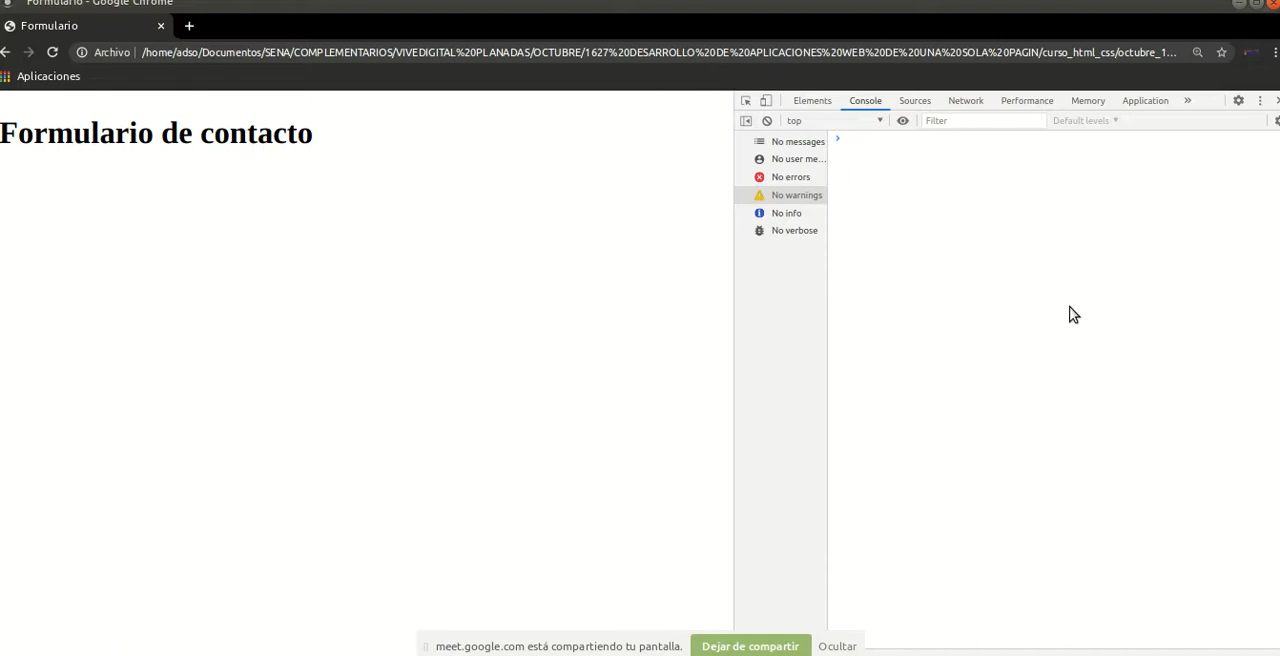 Formulario - Google Chrome
Formulario
Archivo /home/adso/Documentos/SENA/COMPLEMENTARIOS/VIVEDIGITAL%20PLANADAS/OCTUBRE/1627%20DESARROLLO%20DE%20APLICACIONES%20WEB%20DE%20UNA%20SOLA%20PAGIN/curso_html_css/octubre_1...
Aplicaciones
Formulario de contacto
Elements Console Sources Network Performance Memory Application »
top Filter Default levels
No messages
No user me...
No errors
No warnings
No info
No verbose
meet.google.com está compartiendo tu pantalla. Dejar de compartir Ocultar